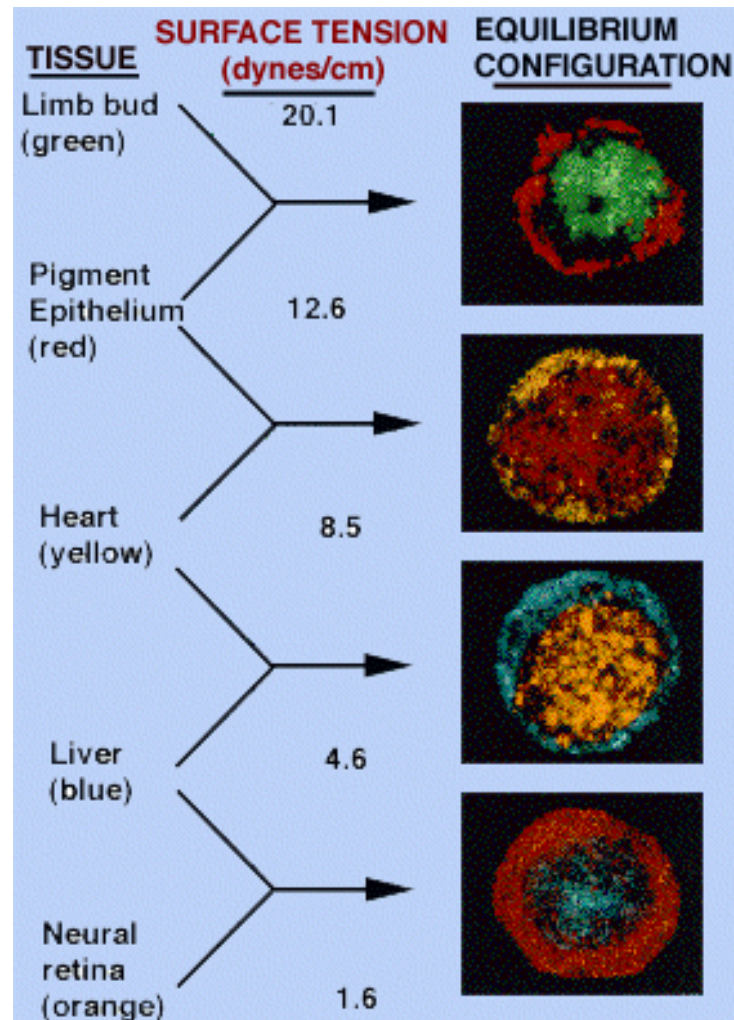 TISSUE
SURFACE TENSION
(dynes/cm)
EQUILIBRIUM
CONFIGURATION
Limb bud
(green)
20.1
Pigment
Epithelium
(red)
12.6
Heart
(yellow)
8.5
Liver
(blue)
4.6
Neural
retina
(orange)
1.6